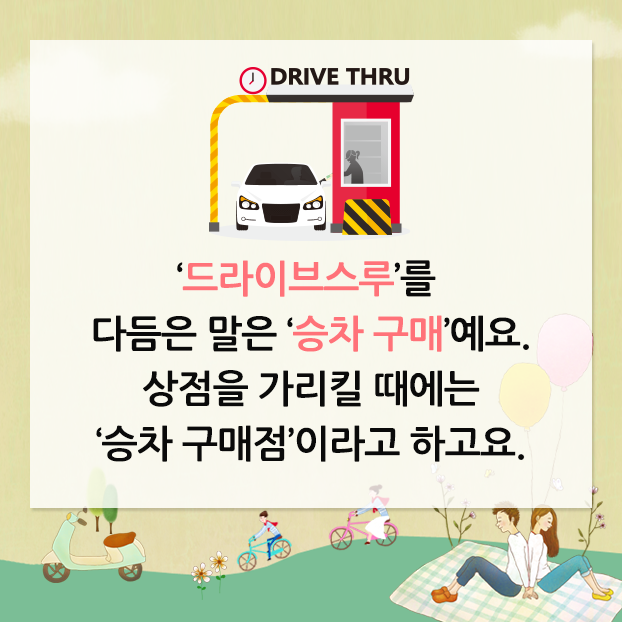 DRIVE THRU
‘드라이브스루’를
다듬은 말은 ‘승차 구매’예요.
상점을 가리킬 때에는
‘승차 구매점’이라고 하고요.